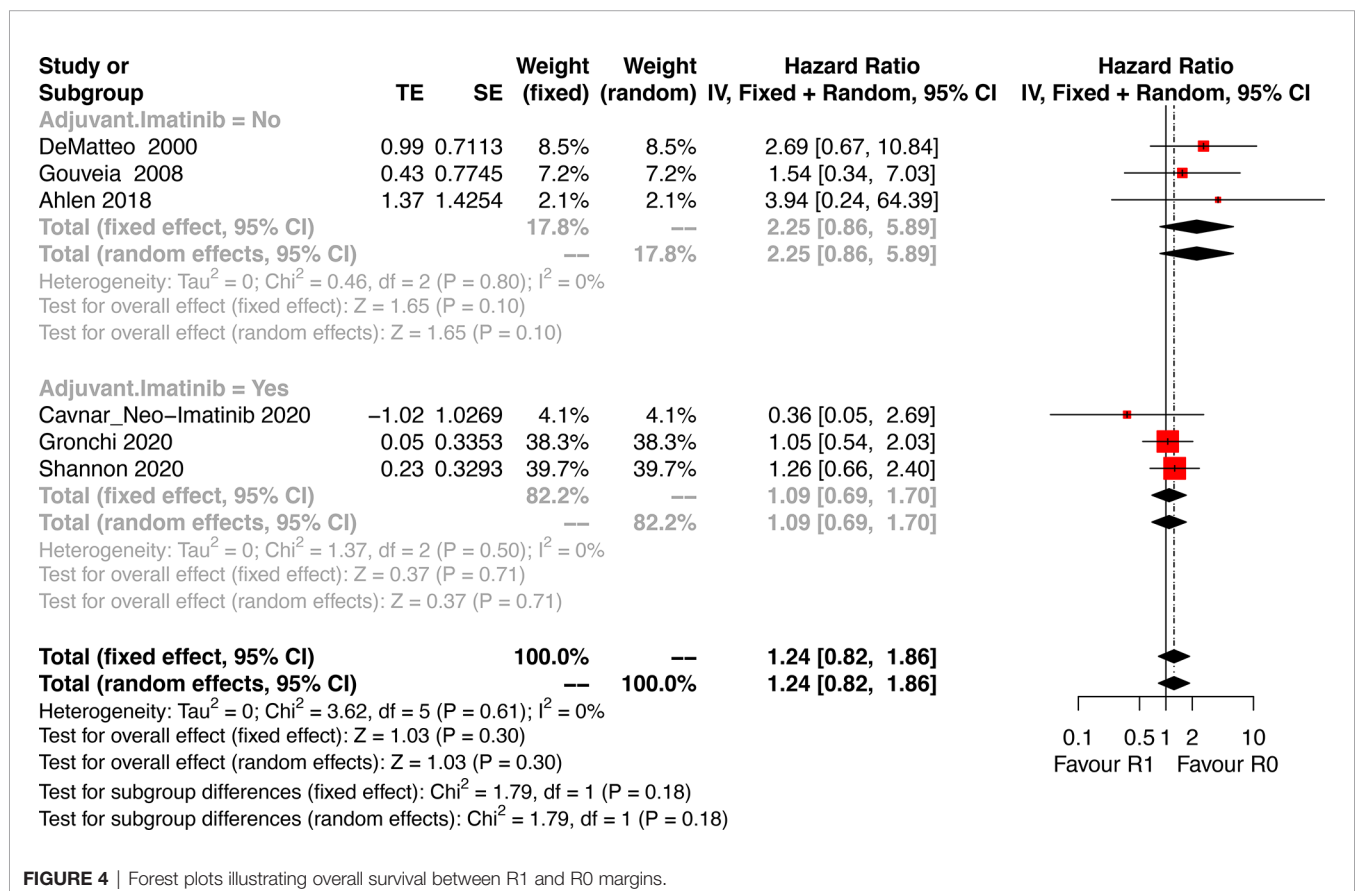 Study or Weight Weight Hazard Ratio Hazard Ratio
Subgroup TE SE (fixed) (random) IV, Fixed + Random, 95% CI IV, Fixed + Random, 95% CI
Adjuvant.Imatinib = No
DeMatteo 2000 0.99 0.7113 8.5% 8.5% 2.69 [0.67, 10.84]
Gouveia 2008 0.43 0.7745 7.2% 7.2% 1.54 [0.34, 7.03]
Ahlen 2018 1.37 1.4254 2.1% 2.1% 3.94 [0.24, 64.39]
Total (fixed effect, 95% CI) 17.8% −− 2.25 [0.86, 5.89]
Total (random effects, 95% CI) −− 17.8% 2.25 [0.86, 5.89]
Heterogeneity: Tau² = 0; Chi² = 0.46, df = 2 (P = 0.80); I² = 0%
Test for overall effect (fixed effect): Z = 1.65 (P = 0.10)
Test for overall effect (random effects): Z = 1.65 (P = 0.10)
Adjuvant.Imatinib = Yes
Cavnar_Neo−Imatinib 2020 −1.02 1.0269 4.1% 4.1% 0.36 [0.05, 2.69]
Gronchi 2020 0.05 0.3353 38.3% 38.3% 1.05 [0.54, 2.03]
Shannon 2020 0.23 0.3293 39.7% 39.7% 1.26 [0.66, 2.40]
Total (fixed effect, 95% CI) 82.2% −− 1.09 [0.69, 1.70]
Total (random effects, 95% CI) −− 82.2% 1.09 [0.69, 1.70]
Heterogeneity: Tau² = 0; Chi² = 1.37, df = 2 (P = 0.50); I² = 0%
Test for overall effect (fixed effect): Z = 0.37 (P = 0.71)
Test for overall effect (random effects): Z = 0.37 (P = 0.71)
Total (fixed effect, 95% CI) 100.0% −− 1.24 [0.82, 1.86]
Total (random effects, 95% CI) −− 100.0% 1.24 [0.82, 1.86]
Heterogeneity: Tau² = 0; Chi² = 3.62, df = 5 (P = 0.61); I² = 0%
Test for overall effect (fixed effect): Z = 1.03 (P = 0.30)
Test for overall effect (random effects): Z = 1.03 (P = 0.30)
Test for subgroup differences (fixed effect): Chi² = 1.79, df = 1 (P = 0.18)
Test for subgroup differences (random effects): Chi² = 1.79, df = 1 (P = 0.18)
0.1 0.5 1 2 10
Favour R1 Favour R0
FIGURE 4 | Forest plots illustrating overall survival between R1 and R0 margins.